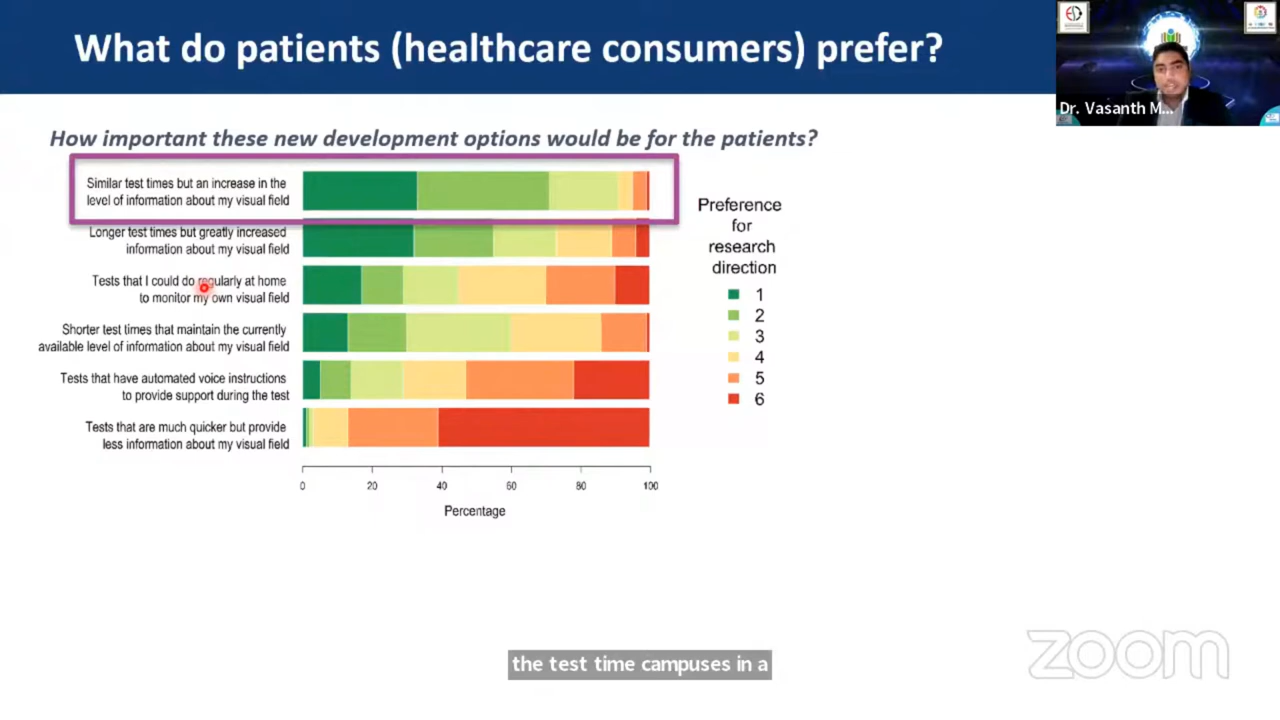 What do patients (healthcare consumers) prefer?
Dr. Vasanth M...
How important these new development options would be for the patients?
Similar test times but an increase in the
level of information about my visual field
Longer test times but greatly increased
information about my visual field
Tests that I could do regularly at home
to monitor my own visual field
Shorter test times that maintain the currently
available level of information about my visual field
Tests that have automated voice instructions
to provide support during the test
Tests that are much quicker but provide
less information about my visual field
0 20 40 60 80 100
Percentage
Preference
for
research
direction
1
2
3
4
5
6
the test time campuses in a
zoom